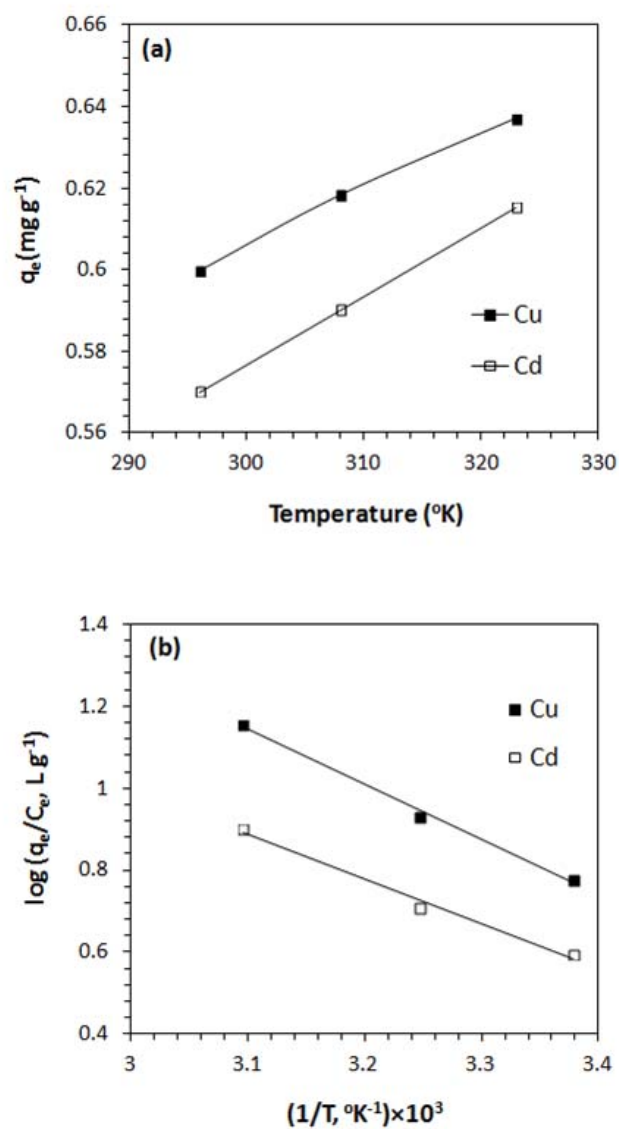 (a)
0.66
0.64
0.62
0.6
0.58
0.56
qₑ(mg g⁻¹)
Cu
Cd
290 300 310 320 330
Temperature (ᵒK)
(b)
1.4
1.2
1
0.8
0.6
0.4
log (qₑ/Cₑ, L g⁻¹)
Cu
Cd
3 3.1 3.2 3.3 3.4
(1/T, ᵒK⁻¹)×10³